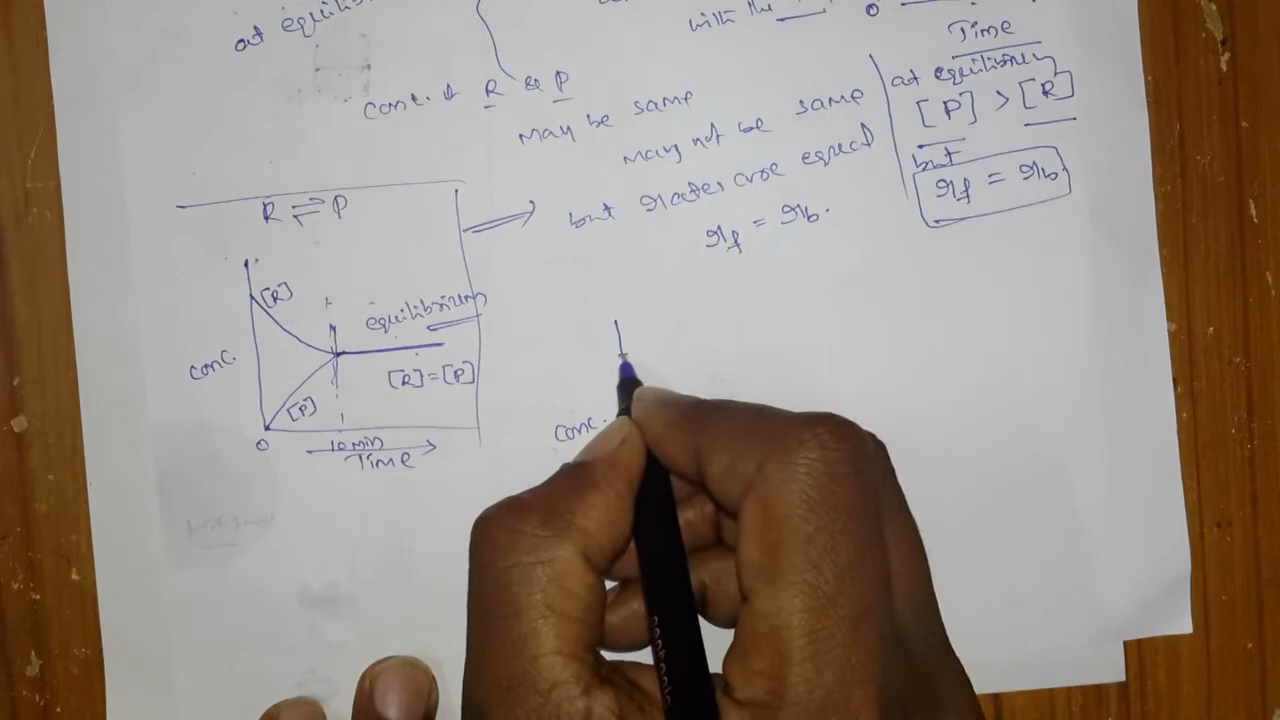 at equilib
with the
0
Time
conc. of R & P
may be same
may not be same
but rates are equal
rf = rb.
at equilibrium
[P] > [R]
but
rf = rb
R ⇌ P
[R]
equilibrium
conc.
[R]=[P]
[P]
0
10 min
Time
conc.